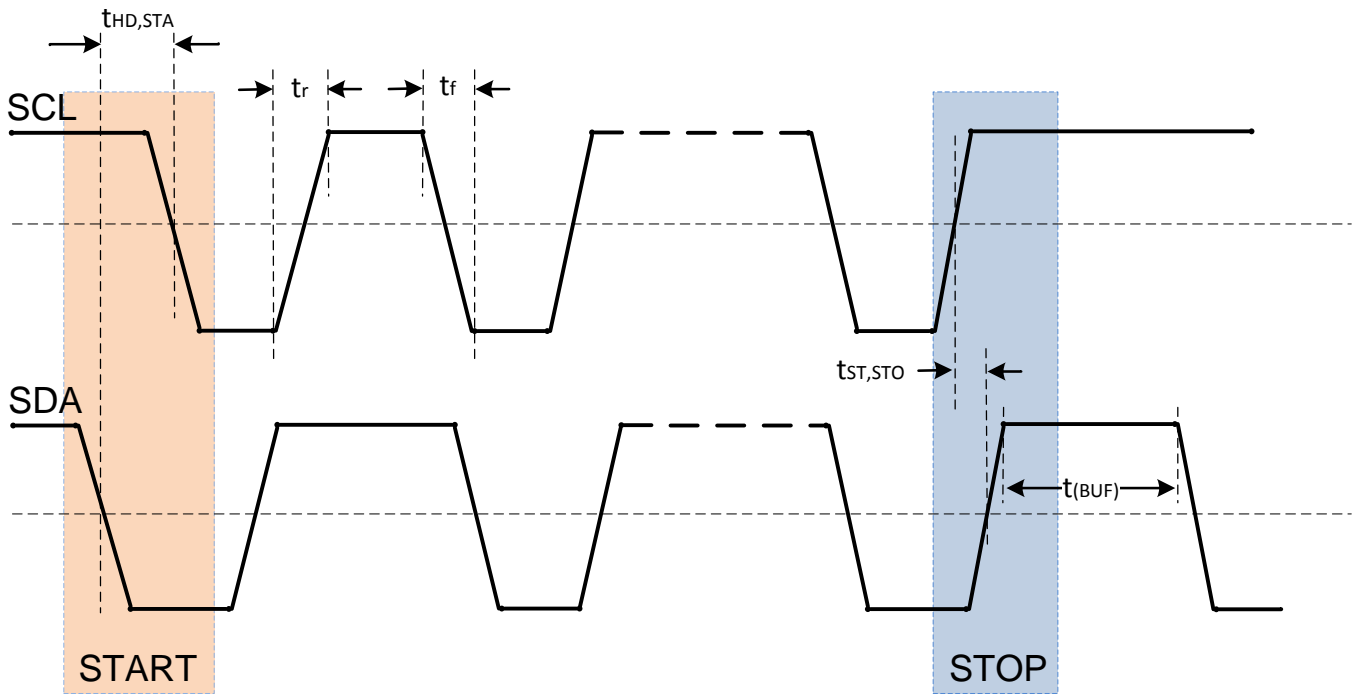 tHD,STA
tr
tf
SCL
tST,STO
SDA
t(BUF)
START
STOP